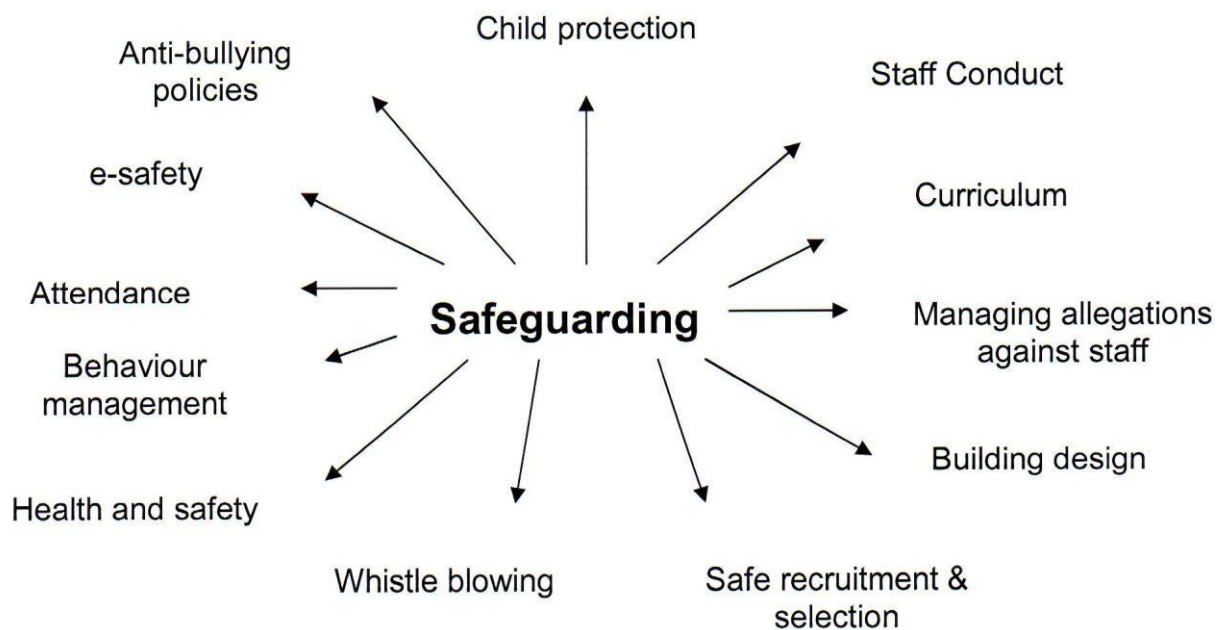 Child protection
Anti-bullying
policies
Staff Conduct
e-safety
Curriculum
Attendance
Safeguarding
Managing allegations
against staff
Behaviour
management
Building design
Health and safety
Whistle blowing
Safe recruitment &
selection